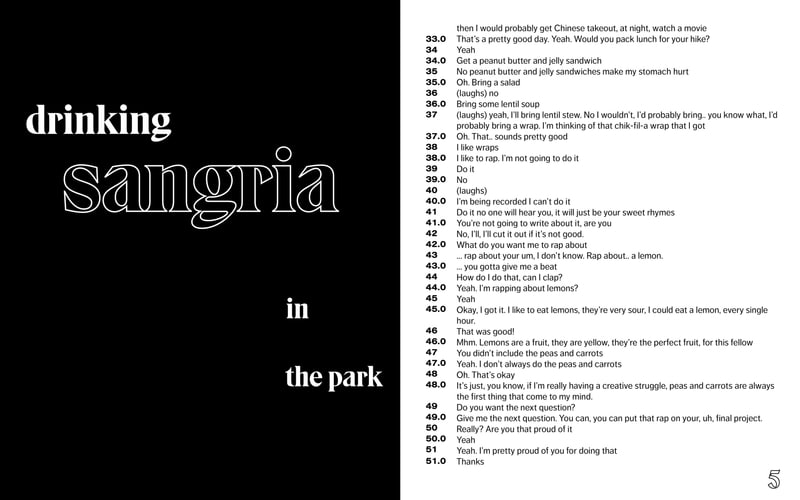 drinking
sangria
in
the park
then I would probably get Chinese takeout, at night, watch a movie
33.0 That's a pretty good day. Yeah. Would you pack lunch for your hike?
34 Yeah
34.0 Get a peanut butter and jelly sandwich
35 No peanut butter and jelly sandwiches make my stomach hurt
35.0 Oh. Bring a salad
36 (laughs) no
36.0 Bring some lentil soup
37 (laughs) yeah, I'll bring lentil stew. No I wouldn't, I'd probably bring.. you know what, I'd
probably bring a wrap. I'm thinking of that chik-fil-a wrap that I got
37.0 Oh. That.. sounds pretty good
38 I like wraps
38.0 I like to rap. I'm not going to do it
39 Do it
39.0 No
40 (laughs)
40.0 I'm being recorded I can't do it
41 Do it no one will hear you, it will just be your sweet rhymes
41.0 You're not going to write about it, are you
42 No, I'll, I'll cut it out if it's not good.
42.0 What do you want me to rap about
43 ... rap about your um, I don't know. Rap about.. a lemon.
43.0 ... you gotta give me a beat
44 How do I do that, can I clap?
44.0 Yeah. I'm rapping about lemons?
45 Yeah
45.0 Okay, I got it. I like to eat lemons, they're very sour, I could eat a lemon, every single
hour.
46 That was good!
46.0 Mhm. Lemons are a fruit, they are yellow, they're the perfect fruit, for this fellow
47 You didn't include the peas and carrots
47.0 Yeah. I don't always do the peas and carrots
48 Oh. That's okay
48.0 It's just, you know, if I'm really having a creative struggle, peas and carrots are always
the first thing that come to my mind.
49 Do you want the next question?
49.0 Give me the next question. You can, you can put that rap on your, uh, final project.
50 Really? Are you that proud of it
50.0 Yeah
51 Yeah. I'm pretty proud of you for doing that
51.0 Thanks
5